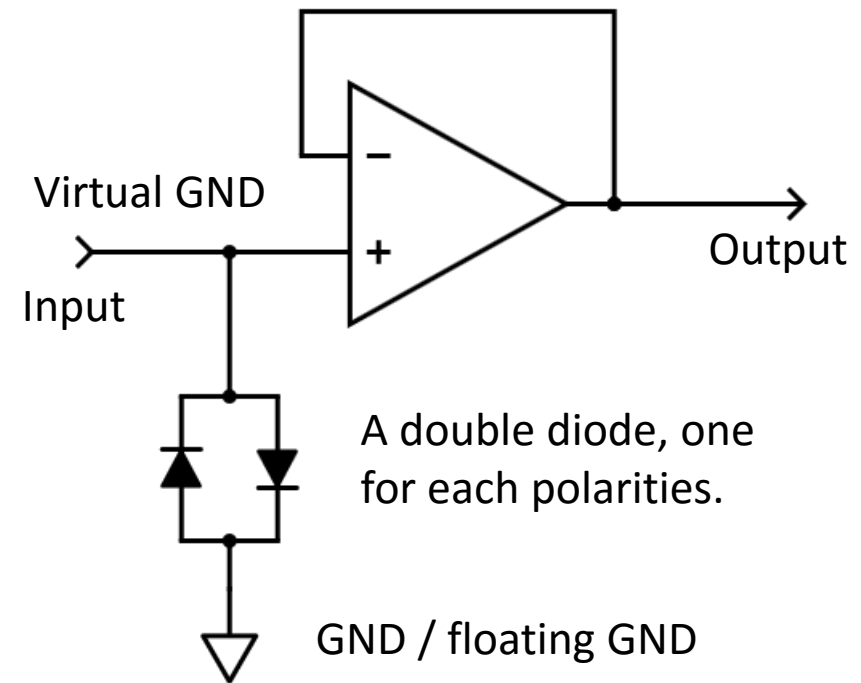 −
Virtual GND
+
Output
Input
A double diode, one
for each polarities.
GND / floating GND